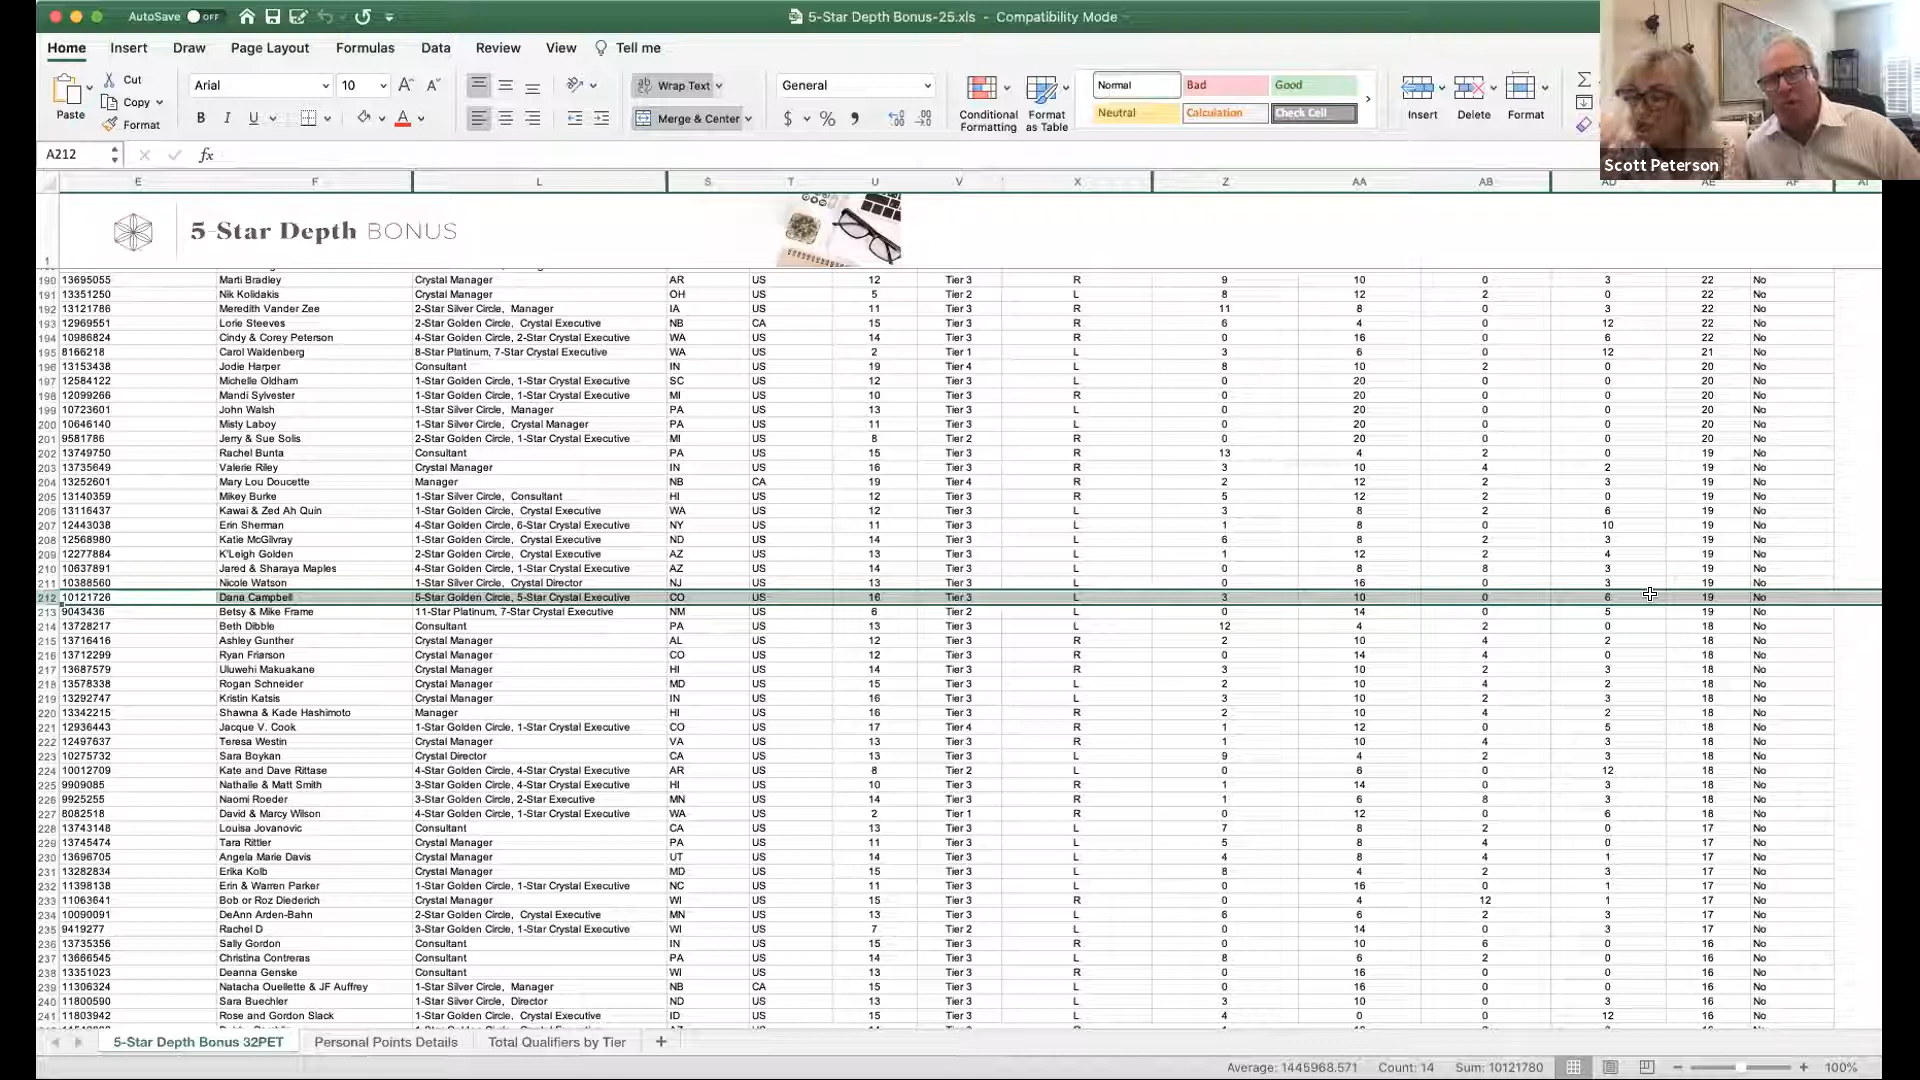 AutoSave OFF 5-Star Depth Bonus-25.xls - Compatibility Mode
Home Insert Draw Page Layout Formulas Data Review View Tell me
Paste Cut Copy Format Arial 10 Wrap Text Merge & Center General Conditional Formatting Format as Table Normal Bad Good Neutral Calculation Check Cell Insert Delete Format
Scott Peterson
A212 fx
E F L S T U V X Z AA AB AD AE AF
1 5-Star Depth BONUS
190 13695055 Marti Bradley Crystal Manager AR US 12 Tier 3 R 9 10 0 3 22 No
191 13351250 Nik Kolidakis Crystal Manager OH US 5 Tier 2 L 8 12 2 0 22 No
192 13121786 Meredith Vander Zee 2-Star Silver Circle, Manager IA US 11 Tier 3 R 11 8 0 3 22 No
193 12969551 Lorie Steeves 2-Star Golden Circle, Crystal Executive NB CA 15 Tier 3 R 6 4 0 12 22 No
194 10986824 Cindy & Corey Peterson 4-Star Golden Circle, 2-Star Crystal Executive WA US 14 Tier 3 R 0 16 0 6 22 No
195 8166218 Carol Waldenberg 8-Star Platinum, 7-Star Crystal Executive WA US 2 Tier 1 L 3 6 0 12 21 No
196 13153438 Jodie Harper Consultant IN US 19 Tier 4 L 8 10 2 0 20 No
197 12584122 Michelle Oldham 1-Star Golden Circle, 1-Star Crystal Executive SC US 12 Tier 3 L 0 20 0 0 20 No
198 12099266 Mandi Sylvester 1-Star Golden Circle, 1-Star Crystal Executive MI US 10 Tier 3 R 0 20 0 0 20 No
199 10723601 John Walsh 1-Star Silver Circle, Manager PA US 13 Tier 3 L 0 20 0 0 20 No
200 10646140 Misty Laboy 1-Star Silver Circle, Crystal Manager PA US 11 Tier 3 L 0 20 0 0 20 No
201 9581786 Jerry & Sue Solis 2-Star Golden Circle, 1-Star Crystal Executive MI US 8 Tier 2 R 0 20 0 0 20 No
202 13749750 Rachel Bunta Consultant PA US 15 Tier 3 R 13 4 2 0 19 No
203 13735649 Valerie Riley Crystal Manager IN US 16 Tier 3 R 3 10 4 2 19 No
204 13252601 Mary Lou Doucette Manager NB CA 19 Tier 4 R 2 12 2 3 19 No
205 13140359 Mikey Burke 1-Star Silver Circle, Consultant HI US 12 Tier 3 R 5 12 2 0 19 No
206 13116437 Kawai & Zed Ah Quin 1-Star Golden Circle, Crystal Executive WA US 12 Tier 3 L 3 8 2 6 19 No
207 12443038 Erin Sherman 4-Star Golden Circle, 6-Star Crystal Executive NY US 11 Tier 3 L 1 8 0 10 19 No
208 12568980 Katie McGilvray 1-Star Golden Circle, Crystal Executive ND US 14 Tier 3 L 6 8 2 3 19 No
209 12277884 K'Leigh Golden 2-Star Golden Circle, Crystal Executive AZ US 13 Tier 3 L 1 12 2 4 19 No
210 10637891 Jared & Sharaya Maples 4-Star Golden Circle, 1-Star Crystal Executive AZ US 14 Tier 3 L 0 8 8 3 19 No
211 10388560 Nicole Watson 1-Star Silver Circle, Crystal Director NJ US 13 Tier 3 L 0 16 0 3 19 No
212 10121726 Dana Campbell 5-Star Golden Circle, 5-Star Crystal Executive CO US 16 Tier 3 L 3 10 0 6 19 No
213 9043436 Betsy & Mike Frame 11-Star Platinum, 7-Star Crystal Executive NM US 6 Tier 2 L 0 14 0 5 19 No
214 13728217 Beth Dibble Consultant PA US 13 Tier 3 L 12 4 2 0 18 No
215 13716416 Ashley Gunther Crystal Manager AL US 12 Tier 3 R 2 10 4 2 18 No
216 13712299 Ryan Friarson Crystal Manager CO US 12 Tier 3 R 0 14 4 0 18 No
217 13687579 Uluwehi Makuakane Crystal Manager HI US 14 Tier 3 R 3 10 2 3 18 No
218 13578338 Rogan Schneider Crystal Manager MD US 15 Tier 3 L 2 10 4 2 18 No
219 13292747 Kristin Katsis Crystal Manager IN US 16 Tier 3 L 3 10 2 3 18 No
220 13342215 Shawna & Kade Hashimoto Manager HI US 16 Tier 3 R 2 10 4 2 18 No
221 12936443 Jacque V. Cook 1-Star Golden Circle, 1-Star Crystal Executive CO US 17 Tier 4 R 1 12 0 5 18 No
222 12497637 Teresa Westin Crystal Manager VA US 13 Tier 3 R 1 10 4 3 18 No
223 10275732 Sara Boykan Crystal Director CA US 13 Tier 3 L 9 4 2 3 18 No
224 10012709 Kate and Dave Rittase 4-Star Golden Circle, 4-Star Crystal Executive AR US 8 Tier 2 L 0 6 0 12 18 No
225 9909085 Nathalie & Matt Smith 3-Star Golden Circle, 4-Star Crystal Executive HI US 10 Tier 3 R 1 14 0 3 18 No
226 9925255 Naomi Roeder 3-Star Golden Circle, 2-Star Executive MN US 14 Tier 3 R 1 6 8 3 18 No
227 8082518 David & Marcy Wilson 4-Star Golden Circle, 1-Star Crystal Executive WA US 2 Tier 1 R 0 12 0 6 18 No
228 13743148 Louisa Jovanovic Consultant CA US 13 Tier 3 L 7 8 2 0 17 No
229 13745474 Tara Rittler Crystal Manager PA US 11 Tier 3 L 5 8 4 0 17 No
230 13696705 Angela Marie Davis Crystal Manager UT US 14 Tier 3 L 4 8 4 1 17 No
231 13282834 Erika Kolb Crystal Manager MD US 15 Tier 3 L 8 4 2 3 17 No
232 11398138 Erin & Warren Parker 1-Star Golden Circle, 1-Star Crystal Executive NC US 11 Tier 3 L 0 16 0 1 17 No
233 11063641 Bob or Roz Diederich Crystal Manager WI US 15 Tier 3 R 0 4 12 1 17 No
234 10090091 DeAnn Arden-Bahn 2-Star Golden Circle, Crystal Executive MN US 13 Tier 3 L 6 6 2 3 17 No
235 9419277 Rachel D 3-Star Golden Circle, 1-Star Crystal Executive WI US 7 Tier 2 L 0 14 0 3 17 No
236 13735356 Sally Gordon Consultant IN US 15 Tier 3 R 0 10 6 0 16 No
237 13666545 Christina Contreras Consultant PA US 14 Tier 3 L 8 6 2 0 16 No
238 13351023 Deanna Genske Consultant WI US 13 Tier 3 R 0 16 0 0 16 No
239 11306324 Natacha Ouellette & JF Auffrey 1-Star Silver Circle, Manager NB CA 15 Tier 3 L 0 16 0 0 16 No
240 11800590 Sara Buechler 1-Star Silver Circle, Director ND US 13 Tier 3 L 3 10 0 3 16 No
241 11803942 Rose and Gordon Slack 1-Star Golden Circle, Crystal Executive ID US 15 Tier 3 L 4 0 0 12 16 No
5-Star Depth Bonus 32PET Personal Points Details Total Qualifiers by Tier +
Average: 1445968.571 Count: 14 Sum: 10121780 100%